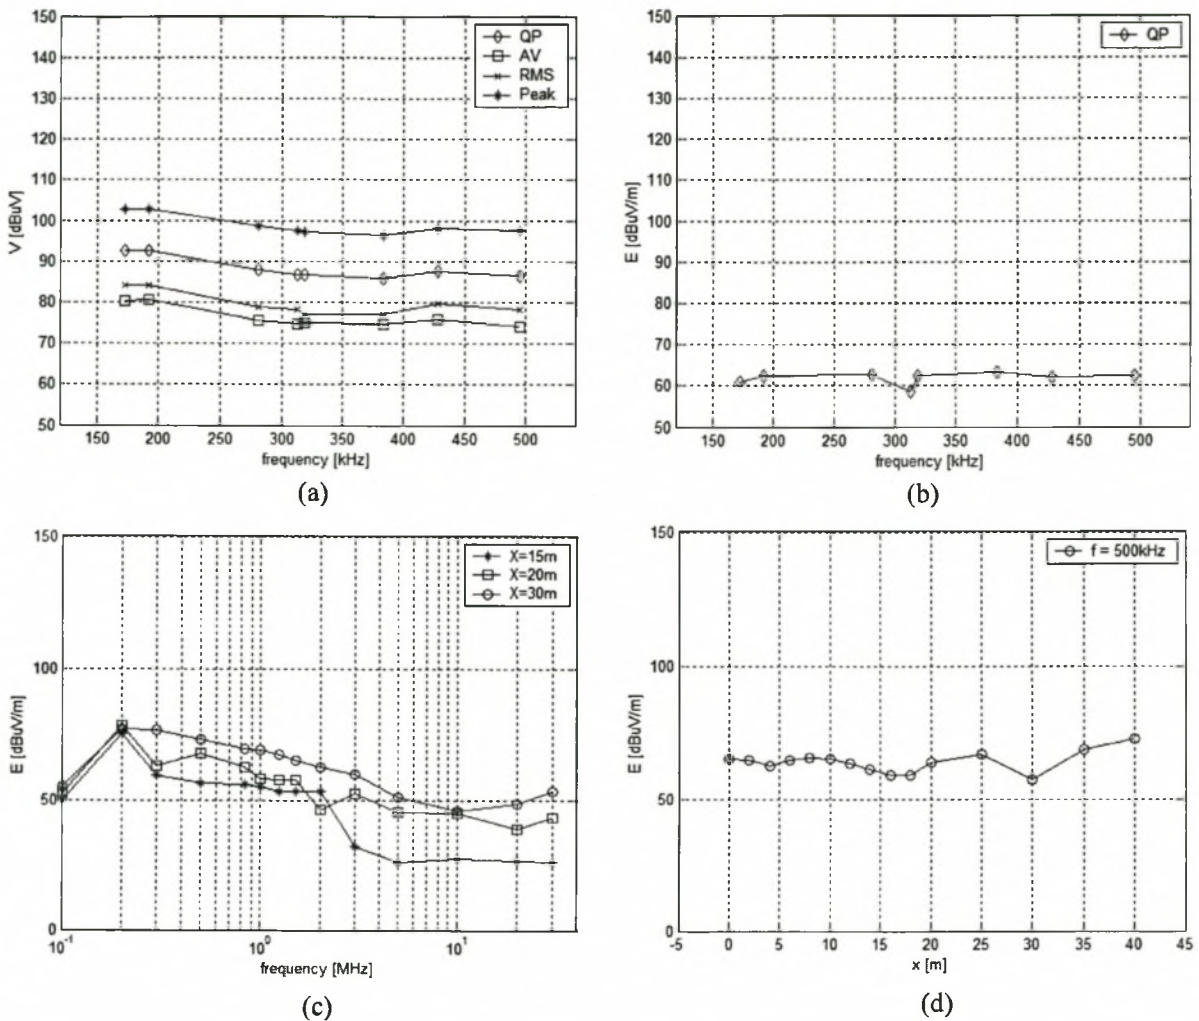 150
140
130
120
110
100
90
80
70
60
50
V [dBuV]
QP
AV
RMS
Peak
150 200 250 300 350 400 450 500
frequency [kHz]
(a)
150
140
130
120
110
100
90
80
70
60
50
E [dBuV/m]
QP
150 200 250 300 350 400 450 500
frequency [kHz]
(b)
150
100
50
0
E [dBuV/m]
X=15m
X=20m
X=30m
10-1 100 101
frequency [MHz]
(c)
150
100
50
0
E [dBuV/m]
f = 500kHz
-5 0 5 10 15 20 25 30 35 40 45
x [m]
(d)